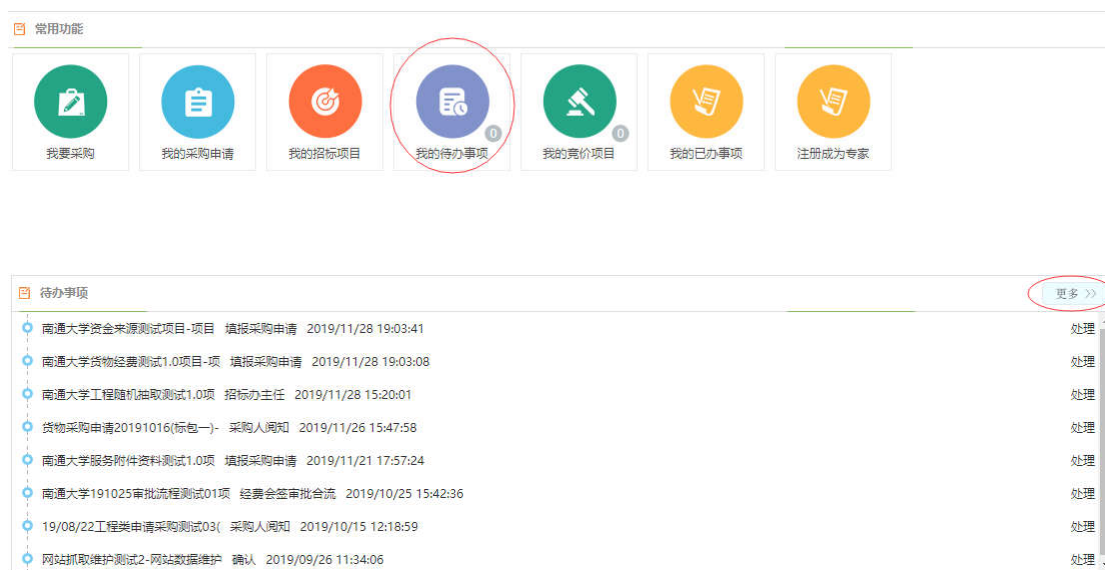 常用功能
我要采购 我的采购申请 我的招标项目 0 我的待办事项 0 我的竞价项目 我的已办事项 注册成为专家
待办事项 更多 >>
南通大学资金来源测试项目-项目 填报采购申请 2019/11/28 19:03:41 处理
南通大学货物经费测试1.0项目-项 填报采购申请 2019/11/28 19:03:08 处理
南通大学工程随机抽取测试1.0项 招标办主任 2019/11/28 15:20:01 处理
货物采购申请20191016(标包一)- 采购人阅知 2019/11/26 15:47:58 处理
南通大学服务附件资料测试1.0项 填报采购申请 2019/11/21 17:57:24 处理
南通大学191025审批流程测试01项 经费会签审批合流 2019/10/25 15:42:36 处理
19/08/22工程类申请采购测试03( 采购人阅知 2019/10/15 12:18:59 处理
网站抓取维护测试2-网站数据维护 确认 2019/09/26 11:34:06 处理